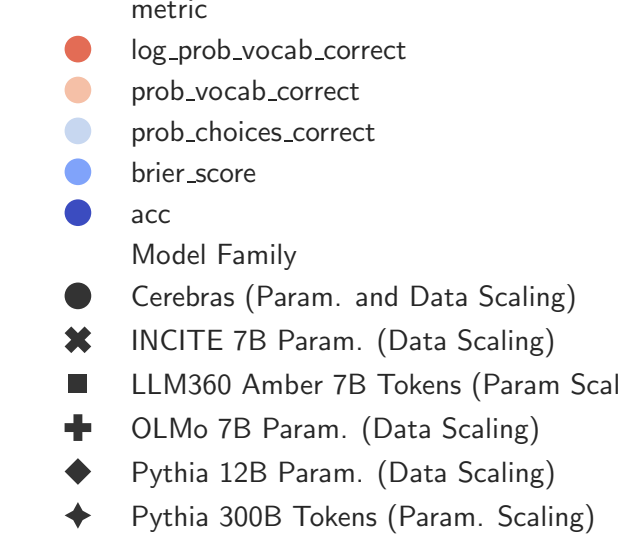 metric
log_prob_vocab_correct
prob_vocab_correct
prob_choices_correct
brier_score
acc
Model Family
Cerebras (Param. and Data Scaling)
INCITE 7B Param. (Data Scaling)
LLM360 Amber 7B Tokens (Param Scal
OLMo 7B Param. (Data Scaling)
Pythia 12B Param. (Data Scaling)
Pythia 300B Tokens (Param. Scaling)